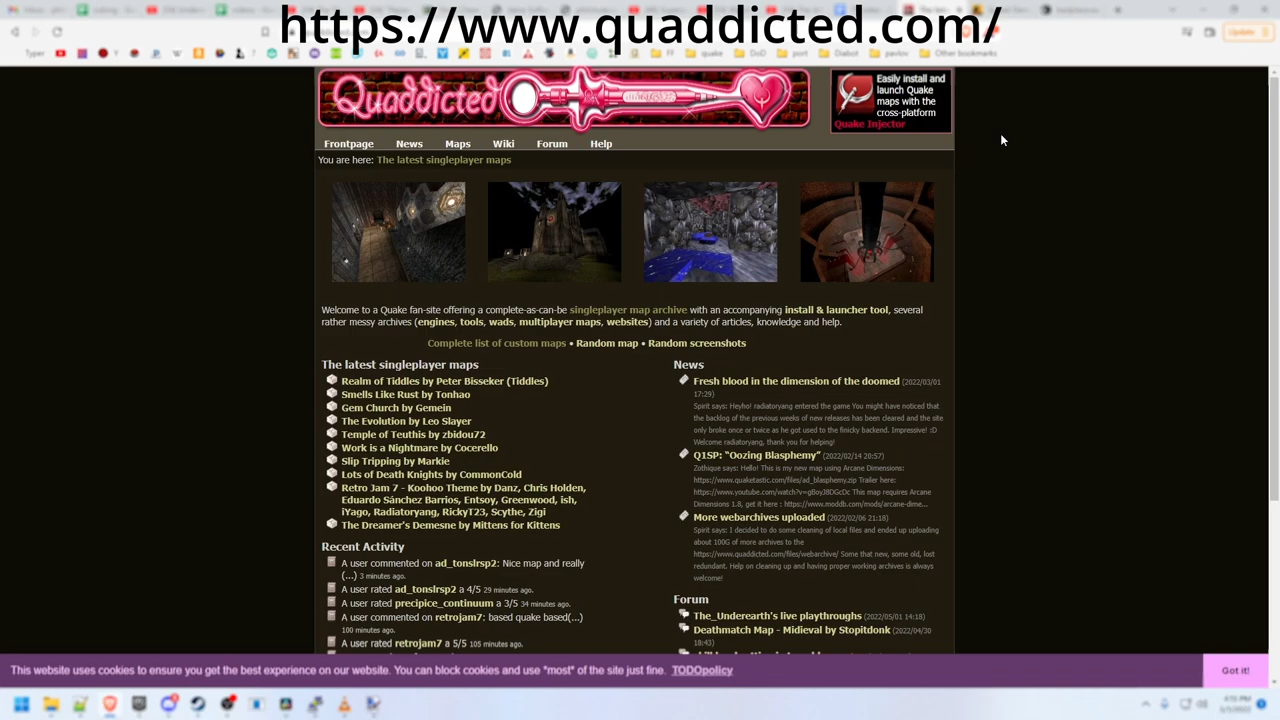 https://www.quaddicted.com/
Update
Typer
FF
quake
DoD
port
Diabot
pavlov
Other bookmarks
Quaddicted
Easily install and
launch Quake
maps with the
cross-platform
Quake Injector
Frontpage News Maps Wiki Forum Help
You are here: The latest singleplayer maps
Welcome to a Quake fan-site offering a complete-as-can-be singleplayer map archive with an accompanying install & launcher tool, several
rather messy archives (engines, tools, wads, multiplayer maps, websites) and a variety of articles, knowledge and help.
Complete list of custom maps • Random map • Random screenshots
The latest singleplayer maps
Realm of Tiddles by Peter Bisseker (Tiddles)
Smells Like Rust by Tonhao
Gem Church by Gemein
The Evolution by Leo Slayer
Temple of Teuthis by zbidou72
Work is a Nightmare by Cocerello
Slip Tripping by Markie
Lots of Death Knights by CommonCold
Retro Jam 7 - Koohoo Theme by Danz, Chris Holden,
Eduardo Sánchez Barrios, Entsoy, Greenwood, ish,
iYago, Radiatoryang, RickyT23, Scythe, Zigi
The Dreamer's Demesne by Mittens for Kittens
Recent Activity
A user commented on ad_tonslrsp2: Nice map and really
(...) 3 minutes ago.
A user rated ad_tonslrsp2 a 4/5 29 minutes ago.
A user rated precipice_continuum a 3/5 34 minutes ago.
A user commented on retrojam7: based quake based(...)
100 minutes ago.
A user rated retrojam7 a 5/5 105 minutes ago.
News
Fresh blood in the dimension of the doomed (2022/03/01
17:29)
Spirit says: Heyho! radiatoryang entered the game You might have noticed that
the backlog of the previous weeks of new releases has been cleared and the site
only broke once or twice as he got used to the finicky backend. Impressive! :D
Welcome radiatoryang, thank you for helping!
Q1SP: “Oozing Blasphemy” (2022/02/14 20:57)
Zothique says: Hello! This is my new map using Arcane Dimensions:
https://www.quaketastic.com/files/ad_blasphemy.zip Trailer here:
https://www.youtube.com/watch?v=gBoyJ8DGcDc This map requires Arcane
Dimensions 1.8, get it here : https://www.moddb.com/mods/arcane-dime...
More webarchives uploaded (2022/02/06 21:18)
Spirit says: I decided to do some cleaning of local files and ended up uploading
about 100G of more archives to the
https://www.quaddicted.com/files/webarchive/ Some that new, some old, lost
redundant. Help on cleaning up and having proper working archives is always
welcome!
Forum
The_Underearth's live playthroughs (2022/05/01 14:18)
Deathmatch Map - Midieval by Stopitdonk (2022/04/30
18:43)
This website uses cookies to ensure you get the best experience on our website. You can block cookies and use *most* of the site just fine. TODOpolicy
Got it!